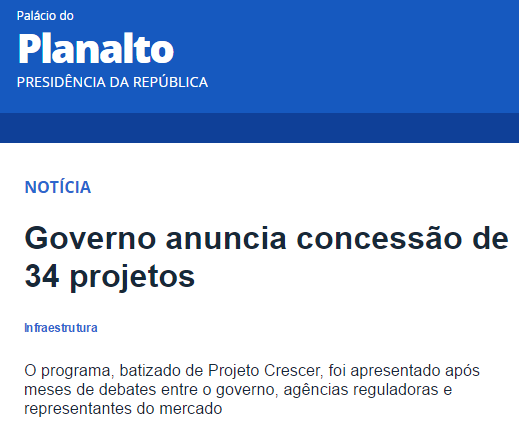 Palácio do
Planalto
PRESIDÊNCIA DA REPÚBLICA
NOTÍCIA
Governo anuncia concessão de
34 projetos
Infraestrutura
O programa, batizado de Projeto Crescer, foi apresentado após
meses de debates entre o governo, agências reguladoras e
representantes do mercado